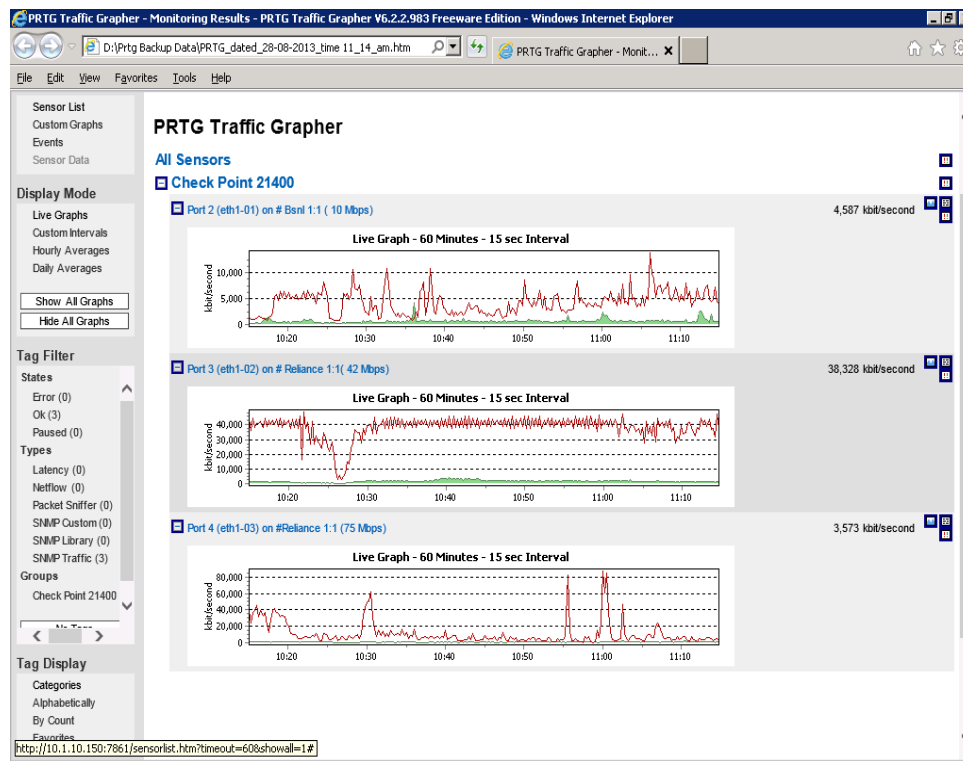 PRTG Traffic Grapher - Monitoring Results - PRTG Traffic Grapher V6.2.2.983 Freeware Edition - Windows Internet Explorer
D:\Prtg Backup Data\PRTG_dated_28-08-2013_time 11_14_am.htm
PRTG Traffic Grapher - Monit...
File Edit View Favorites Tools Help
Sensor List
Custom Graphs
Events
Sensor Data
Display Mode
Live Graphs
Custom Intervals
Hourly Averages
Daily Averages
Show All Graphs
Hide All Graphs
Tag Filter
States
Error (0)
Ok (3)
Paused (0)
Types
Latency (0)
Netflow (0)
Packet Sniffer (0)
SNMP Custom (0)
SNMP Library (0)
SNMP Traffic (3)
Groups
Check Point 21400
No Tags
Tag Display
Categories
Alphabetically
By Count
Favorites
http://10.1.10.150:7861/sensorlist.htm?timeout=60&showall=1#
PRTG Traffic Grapher
All Sensors
Check Point 21400
Port 2 (eth1-01) on # Bsnl 1:1 ( 10 Mbps)
4,587 kbit/second
Live Graph - 60 Minutes - 15 sec Interval
kbit/second
10,000
5,000
0
10:20 10:30 10:40 10:50 11:00 11:10
Port 3 (eth1-02) on # Reliance 1:1( 42 Mbps)
38,328 kbit/second
Live Graph - 60 Minutes - 15 sec Interval
kbit/second
40,000
30,000
20,000
10,000
10:20 10:30 10:40 10:50 11:00 11:10
Port 4 (eth1-03) on #Reliance 1:1 (75 Mbps)
3,573 kbit/second
Live Graph - 60 Minutes - 15 sec Interval
kbit/second
80,000
60,000
40,000
20,000
0
10:20 10:30 10:40 10:50 11:00 11:10